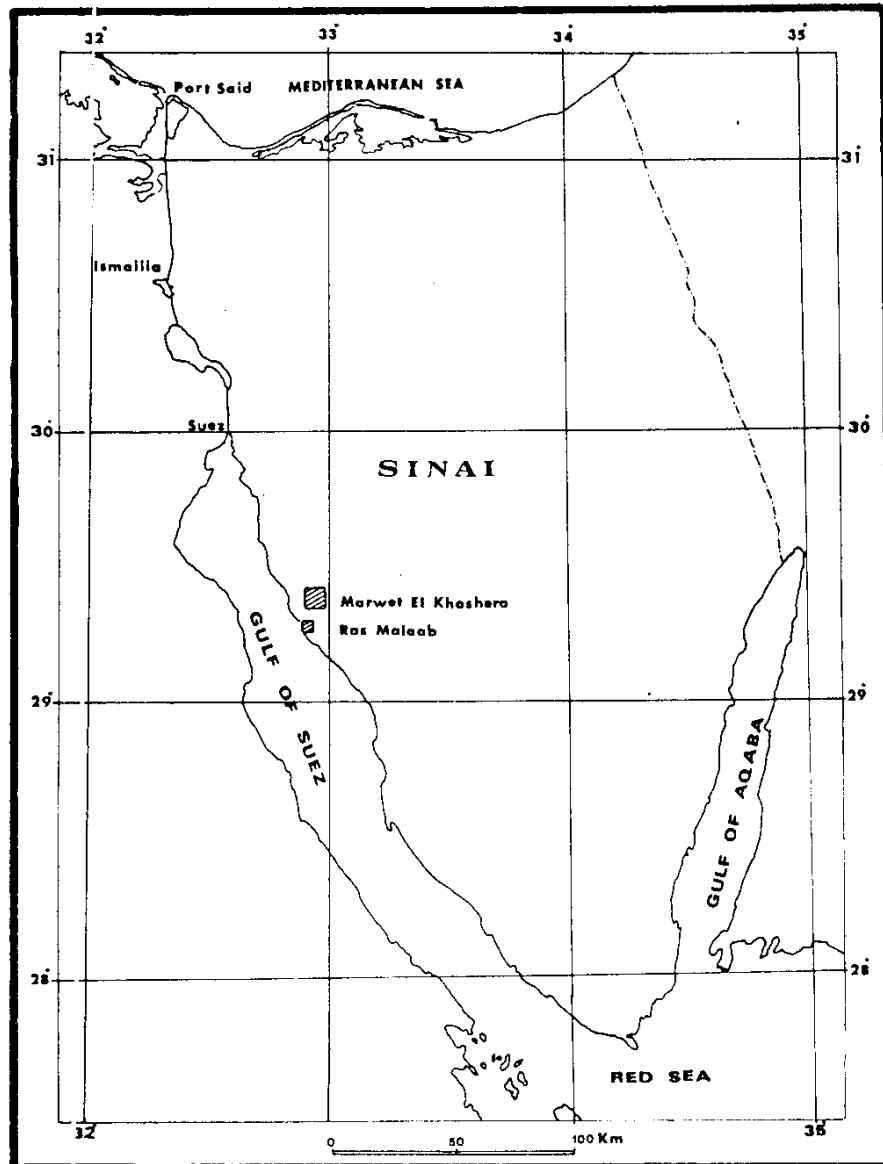 32°
33°
34°
35°
Port Said
MEDITERRANEAN SEA
31°
31°
Ismailia
Suez
30°
30°
SINAI
Marwet El Khashera
Ras Malaab
GULF OF SUEZ
29°
29°
GULF OF AQABA
28°
28°
RED SEA
32°
35°
0 50 100 Km